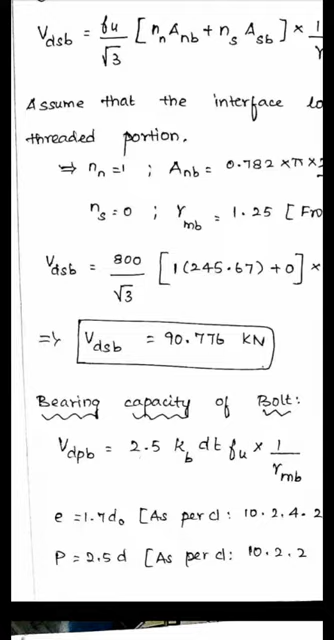 Vdsb = fu/√3 [nn Anb + ns Asb] × 1/γ
Assume that the interface lo
threaded portion.
⇒ nn = 1 ; Anb = 0.782 × π ×
ns = 0 ; γmb = 1.25 [Fro
Vdsb = 800/√3 [1(245.67) + 0] ×
⇒ Vdsb = 90.776 KN
Bearing capacity of Bolt:
Vdpb = 2.5 kb dt fu × 1/γmb
e = 1.7do [As per cl: 10.2.4.2
P = 2.5 d [As per cl: 10.2.2